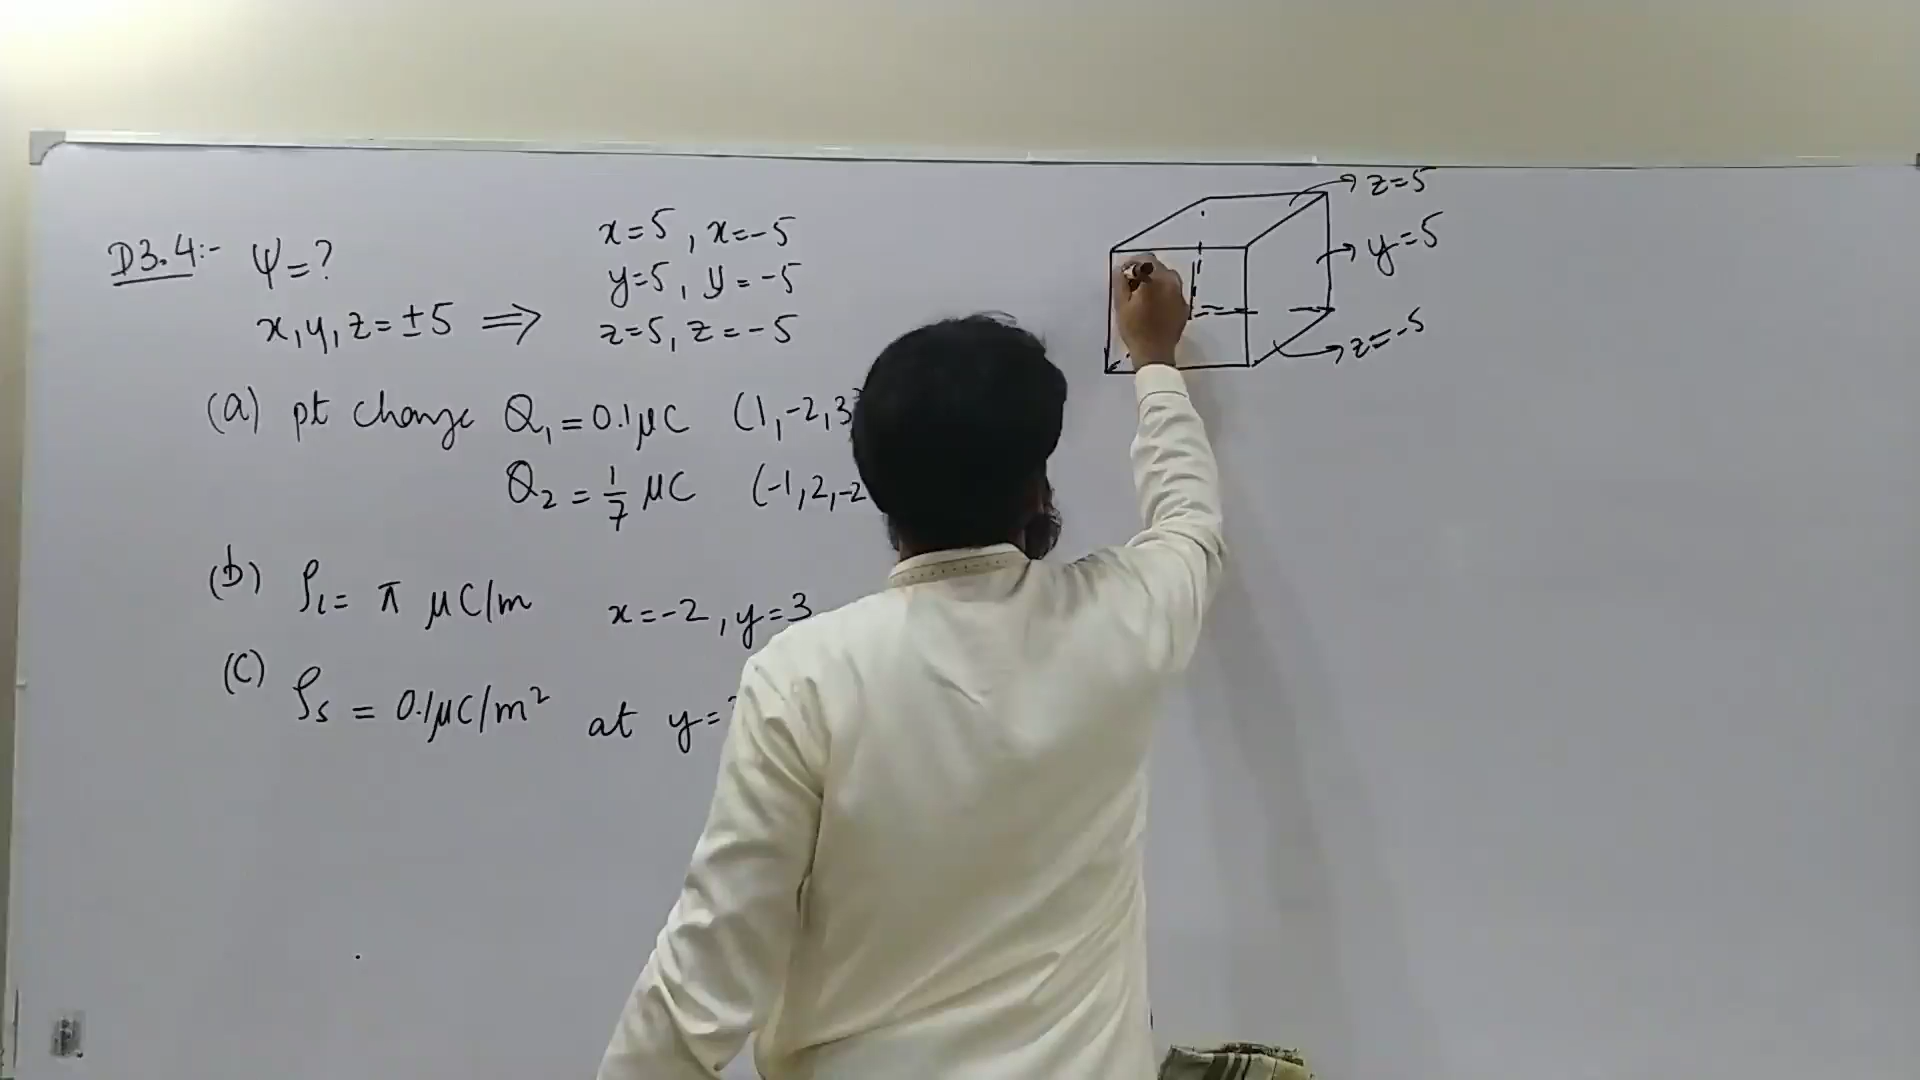 D3.4:- ψ=?
x,y,z=±5 ⟹
x=5, x=-5
y=5, y=-5
z=5, z=-5
(a) pt charge Q₁=0.1μC (1,-2,3
Q₂=1/7 μC (-1,2,-2
(b) ρL= π μC/m x=-2, y=3
(c) ρs = 0.1μC/m² at y=
z=5
y=5
z=-5